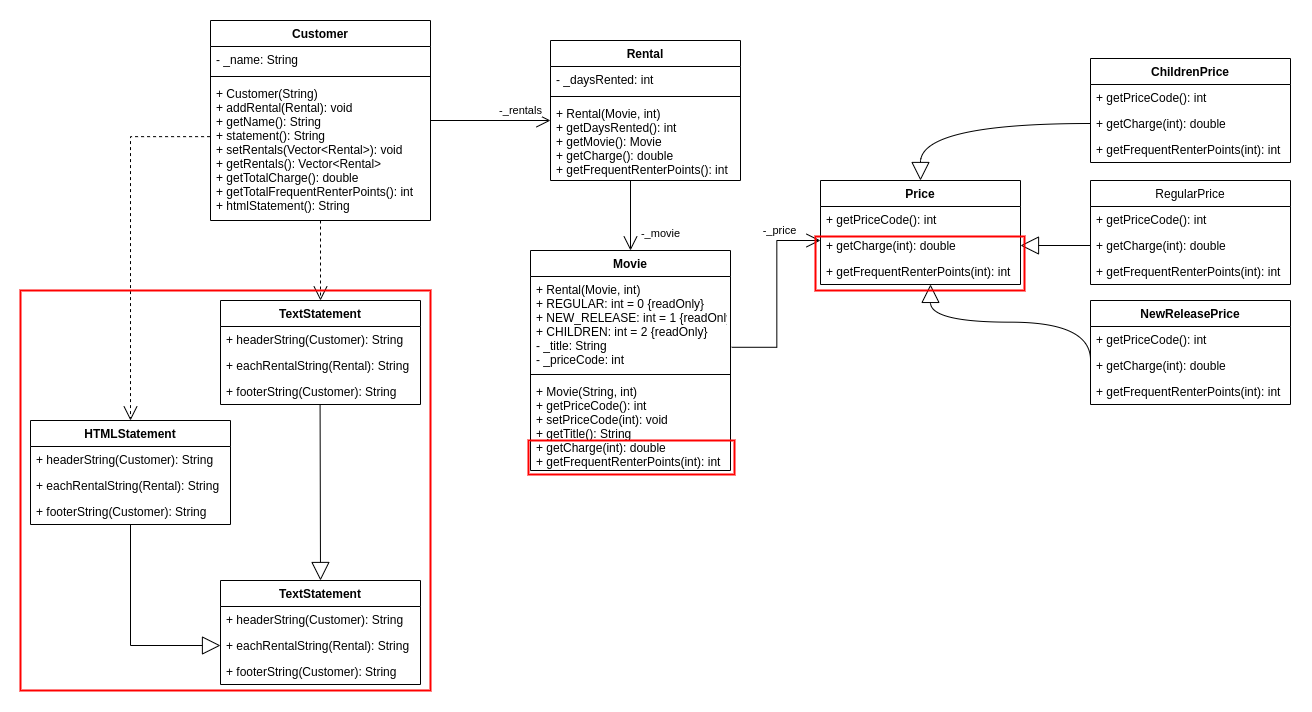 Customer
- _name: String
+ Customer(String)
+ addRental(Rental): void
+ getName(): String
+ statement(): String
+ setRentals(Vector<Rental>): void
+ getRentals(): Vector<Rental>
+ getTotalCharge(): double
+ getTotalFrequentRenterPoints(): int
+ htmlStatement(): String
-_rentals
Rental
- _daysRented: int
+ Rental(Movie, int)
+ getDaysRented(): int
+ getMovie(): Movie
+ getCharge(): double
+ getFrequentRenterPoints(): int
-_movie
Movie
+ Rental(Movie, int)
+ REGULAR: int = 0 {readOnly}
+ NEW_RELEASE: int = 1 {readOnl
+ CHILDREN: int = 2 {readOnly}
- _title: String
- _priceCode: int
+ Movie(String, int)
+ getPriceCode(): int
+ setPriceCode(int): void
+ getTitle(): String
+ getCharge(int): double
+ getFrequentRenterPoints(int): int
-_price
Price
+ getPriceCode(): int
+ getCharge(int): double
+ getFrequentRenterPoints(int): int
ChildrenPrice
+ getPriceCode(): int
+ getCharge(int): double
+ getFrequentRenterPoints(int): int
RegularPrice
+ getPriceCode(): int
+ getCharge(int): double
+ getFrequentRenterPoints(int): int
NewReleasePrice
+ getPriceCode(): int
+ getCharge(int): double
+ getFrequentRenterPoints(int): int
TextStatement
+ headerString(Customer): String
+ eachRentalString(Rental): String
+ footerString(Customer): String
HTMLStatement
+ headerString(Customer): String
+ eachRentalString(Rental): String
+ footerString(Customer): String
TextStatement
+ headerString(Customer): String
+ eachRentalString(Rental): String
+ footerString(Customer): String